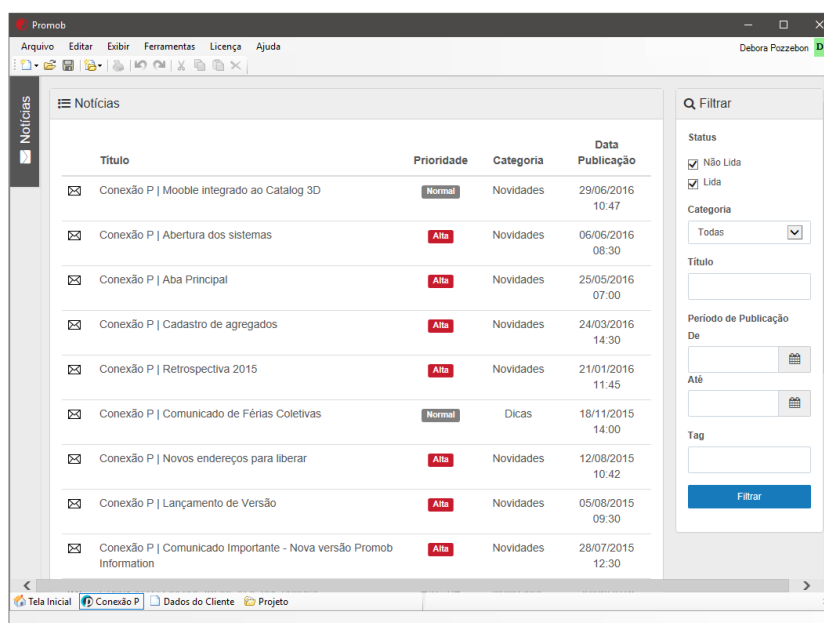 Promob
Arquivo Editar Exibir Ferramentas Licença Ajuda
Debora Pozzebon D
Notícias
Notícias
Título Prioridade Categoria Data Publicação
Conexão P | Mooble integrado ao Catalog 3D Normal Novidades 29/06/2016
10:47
Conexão P | Abertura dos sistemas Alta Novidades 06/06/2016
08:30
Conexão P | Aba Principal Alta Novidades 25/05/2016
07:00
Conexão P | Cadastro de agregados Alta Novidades 24/03/2016
14:30
Conexão P | Retrospectiva 2015 Alta Novidades 21/01/2016
11:45
Conexão P | Comunicado de Férias Coletivas Normal Dicas 18/11/2015
14:00
Conexão P | Novos endereços para liberar Alta Novidades 12/08/2015
10:42
Conexão P | Lançamento de Versão Alta Novidades 05/08/2015
09:30
Conexão P | Comunicado Importante - Nova versão Promob Alta Novidades 28/07/2015
Information 12:30
Filtrar
Status
Não Lida
Lida
Categoria
Todas
Título
Período de Publicação
De
Até
Tag
Filtrar
Tela Inicial Conexão P Dados do Cliente Projeto